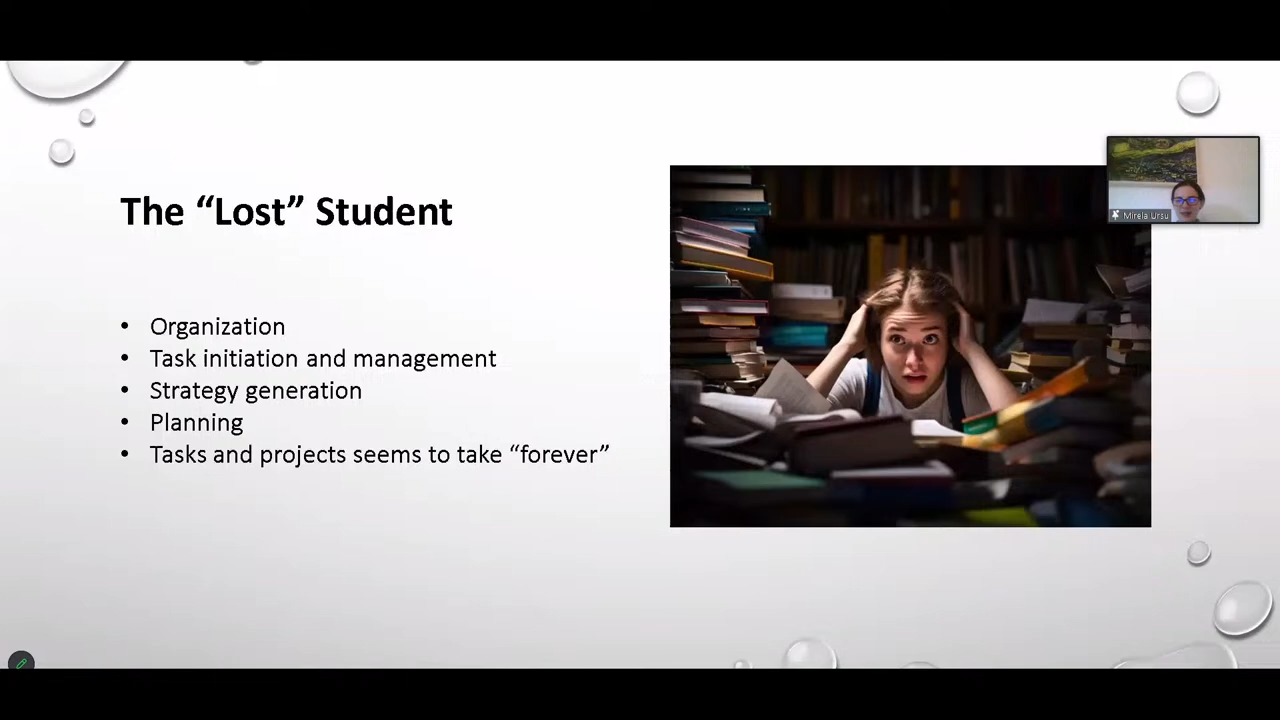 The “Lost” Student
• Organization
• Task initiation and management
• Strategy generation
• Planning
• Tasks and projects seems to take “forever”
Mirela Ursu